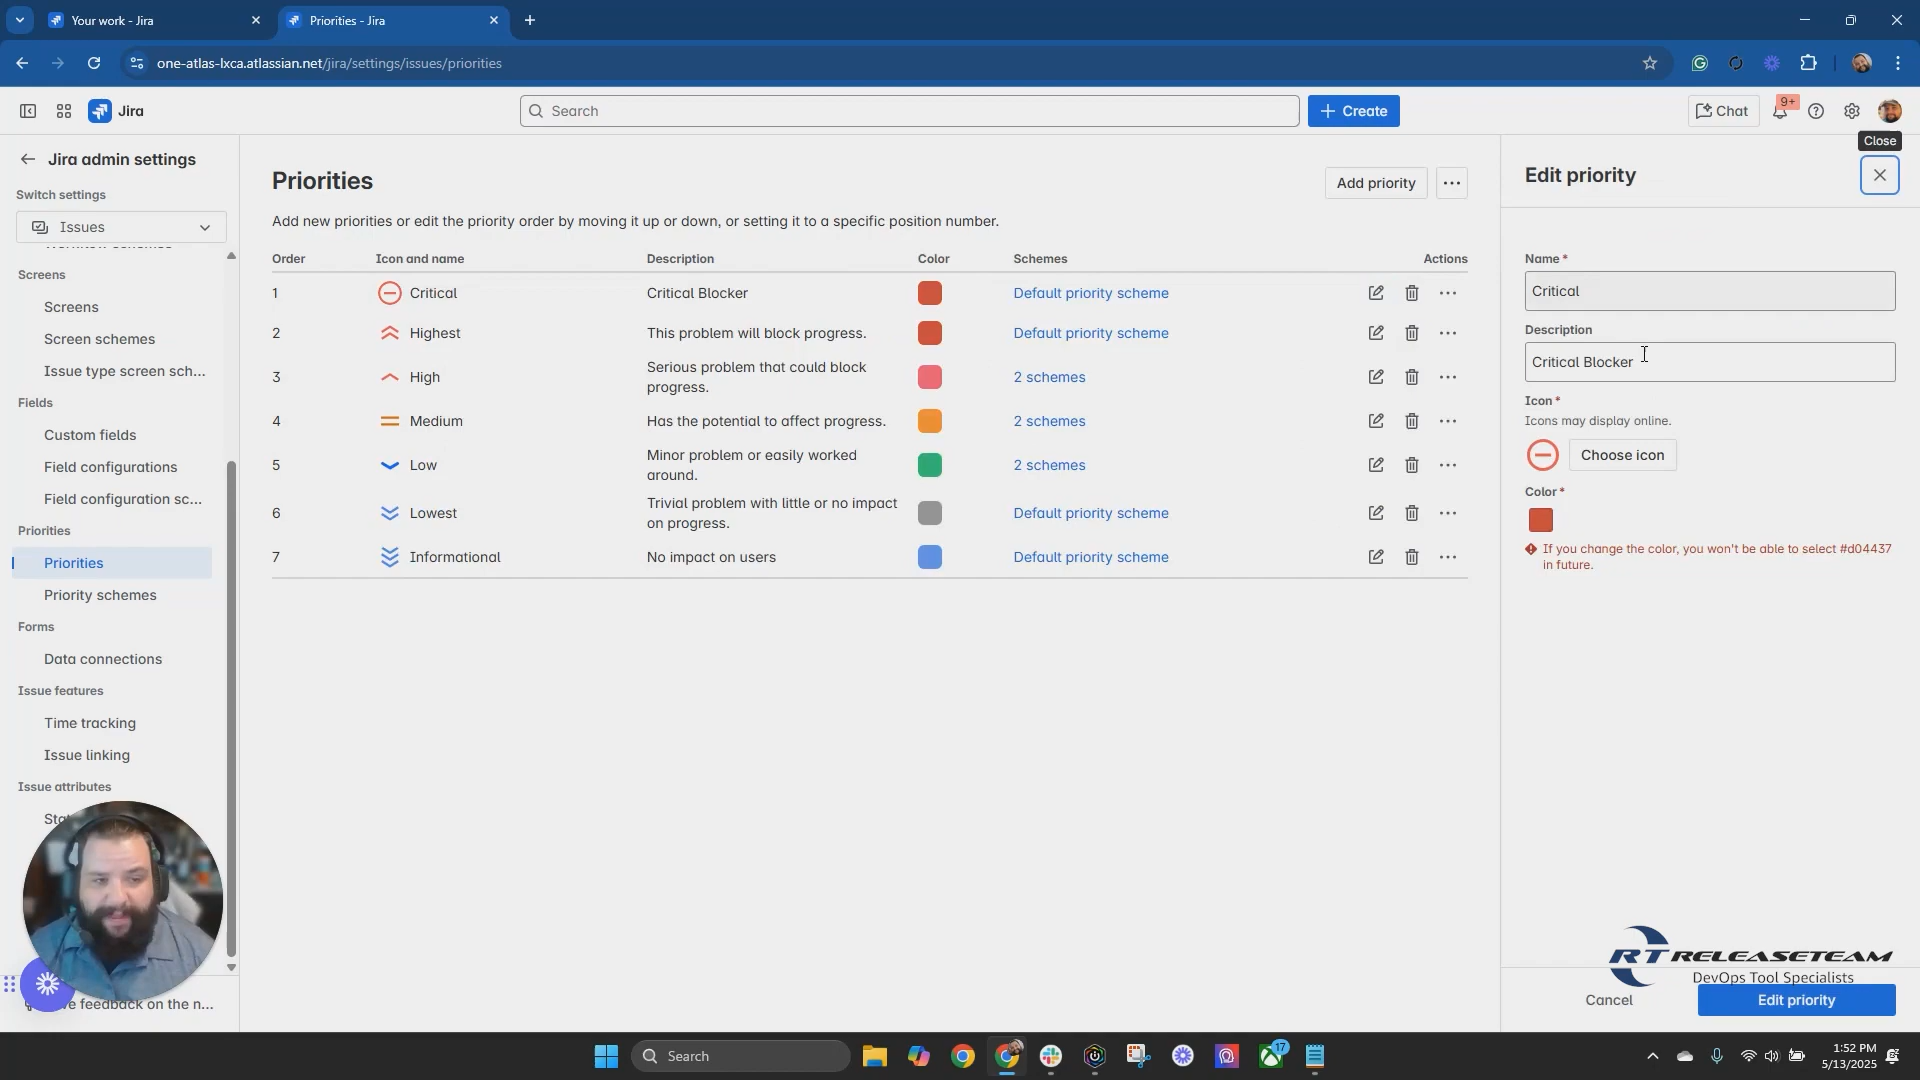 Your work - Jira
Priorities - Jira
one-atlas-lxca.atlassian.net/jira/settings/issues/priorities
Jira
Search
Create
Chat
9+
Close
Jira admin settings
Switch settings
Issues
Screens
Screens
Screen schemes
Issue type screen sch...
Fields
Custom fields
Field configurations
Field configuration sc...
Priorities
Priorities
Priority schemes
Forms
Data connections
Issue features
Time tracking
Issue linking
Issue attributes
feedback on the n...
Priorities
Add priority
Add new priorities or edit the priority order by moving it up or down, or setting it to a specific position number.
Order Icon and name Description Color Schemes Actions
1 Critical Critical Blocker Default priority scheme
2 Highest This problem will block progress. Default priority scheme
3 High Serious problem that could block progress. 2 schemes
4 Medium Has the potential to affect progress. 2 schemes
5 Low Minor problem or easily worked around. 2 schemes
6 Lowest Trivial problem with little or no impact on progress. Default priority scheme
7 Informational No impact on users Default priority scheme
Edit priority
Name *
Critical
Description
Critical Blocker
Icon *
Icons may display online.
Choose icon
Color *
If you change the color, you won't be able to select #d04437
in future.
RT RELEASETEAM
DevOps Tool Specialists
Cancel
Edit priority
Search
17
1:52 PM
5/13/2025